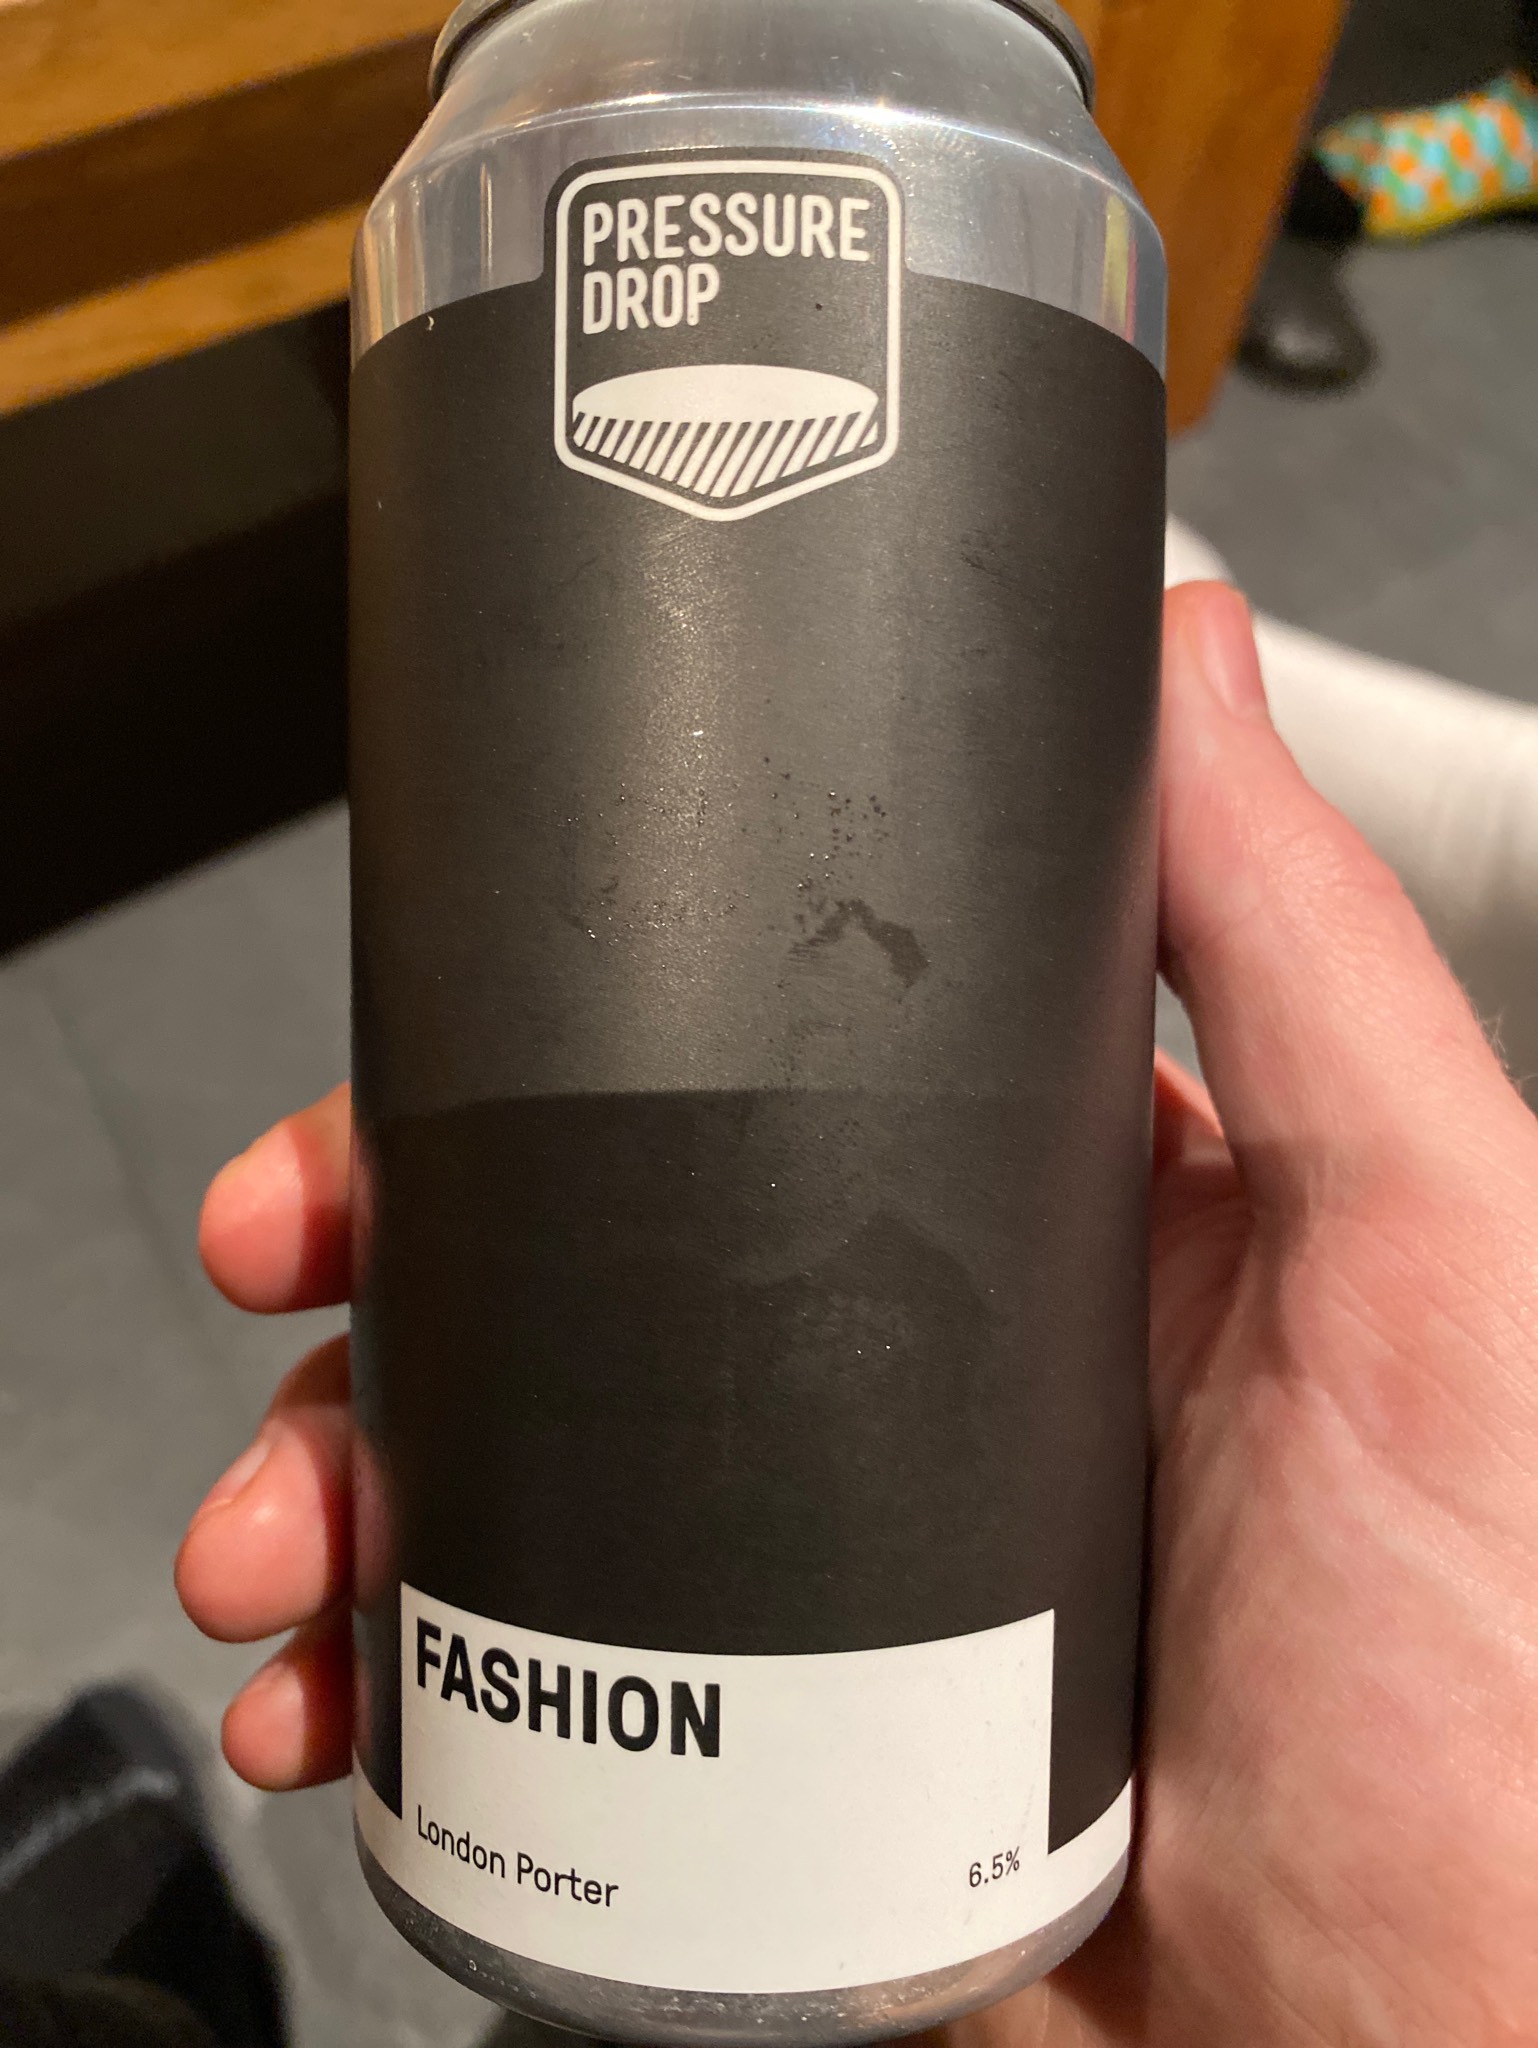 PRESSURE
DROP
FASHION
London Porter
6.5%